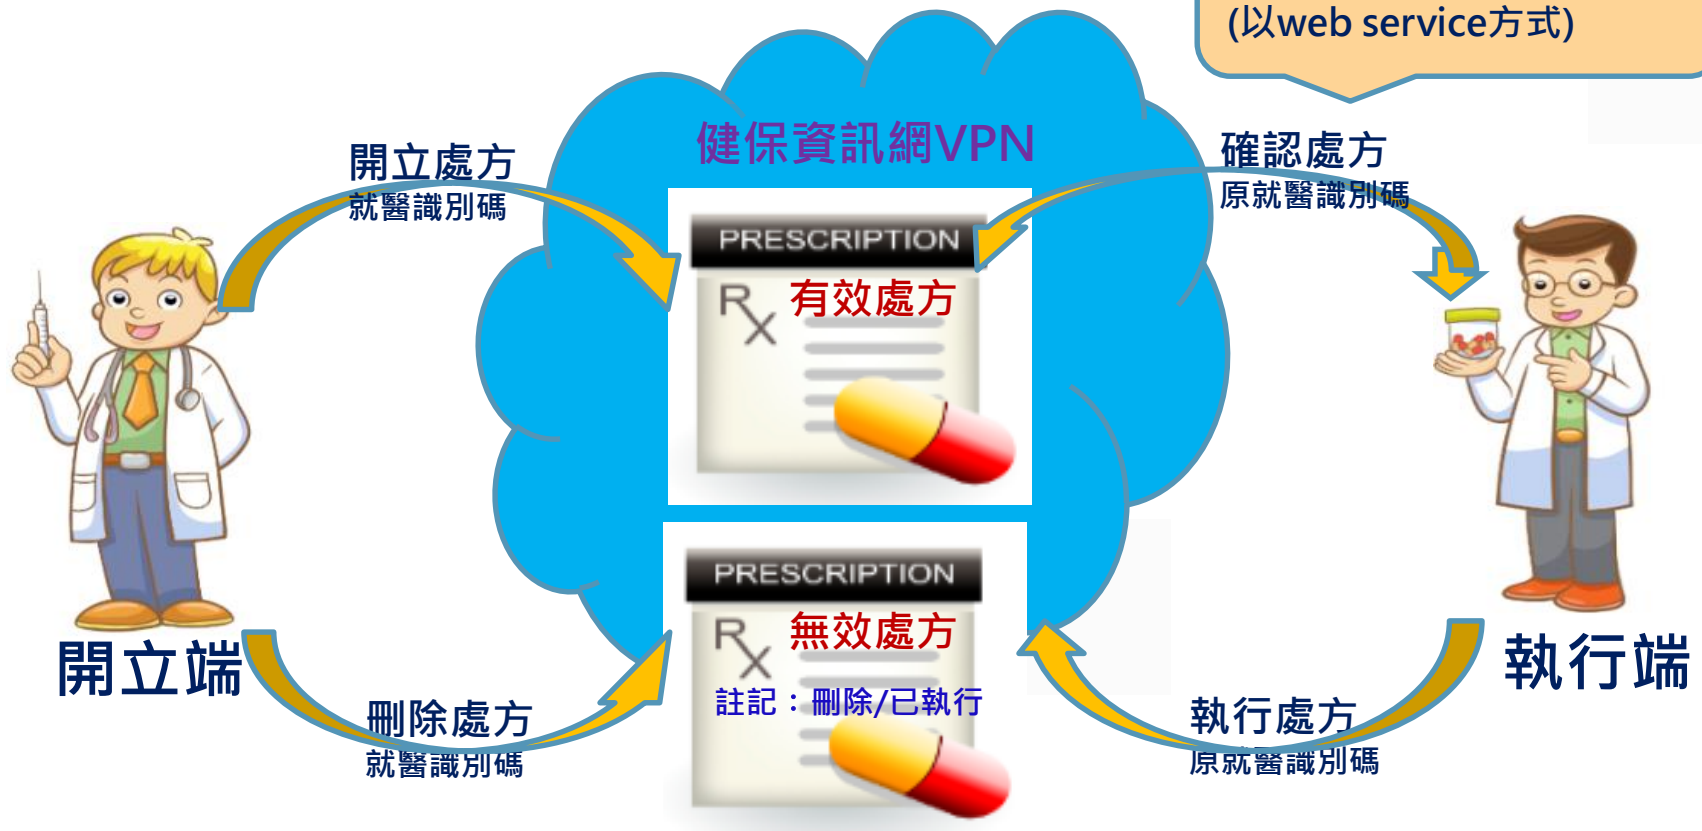 (以web service方式)
健保資訊網VPN
開立處方
就醫識別碼
確認處方
原就醫識別碼
PRESCRIPTION
Rx 有效處方
PRESCRIPTION
Rx 無效處方
註記：刪除/已執行
開立端
執行端
刪除處方
就醫識別碼
執行處方
原就醫識別碼